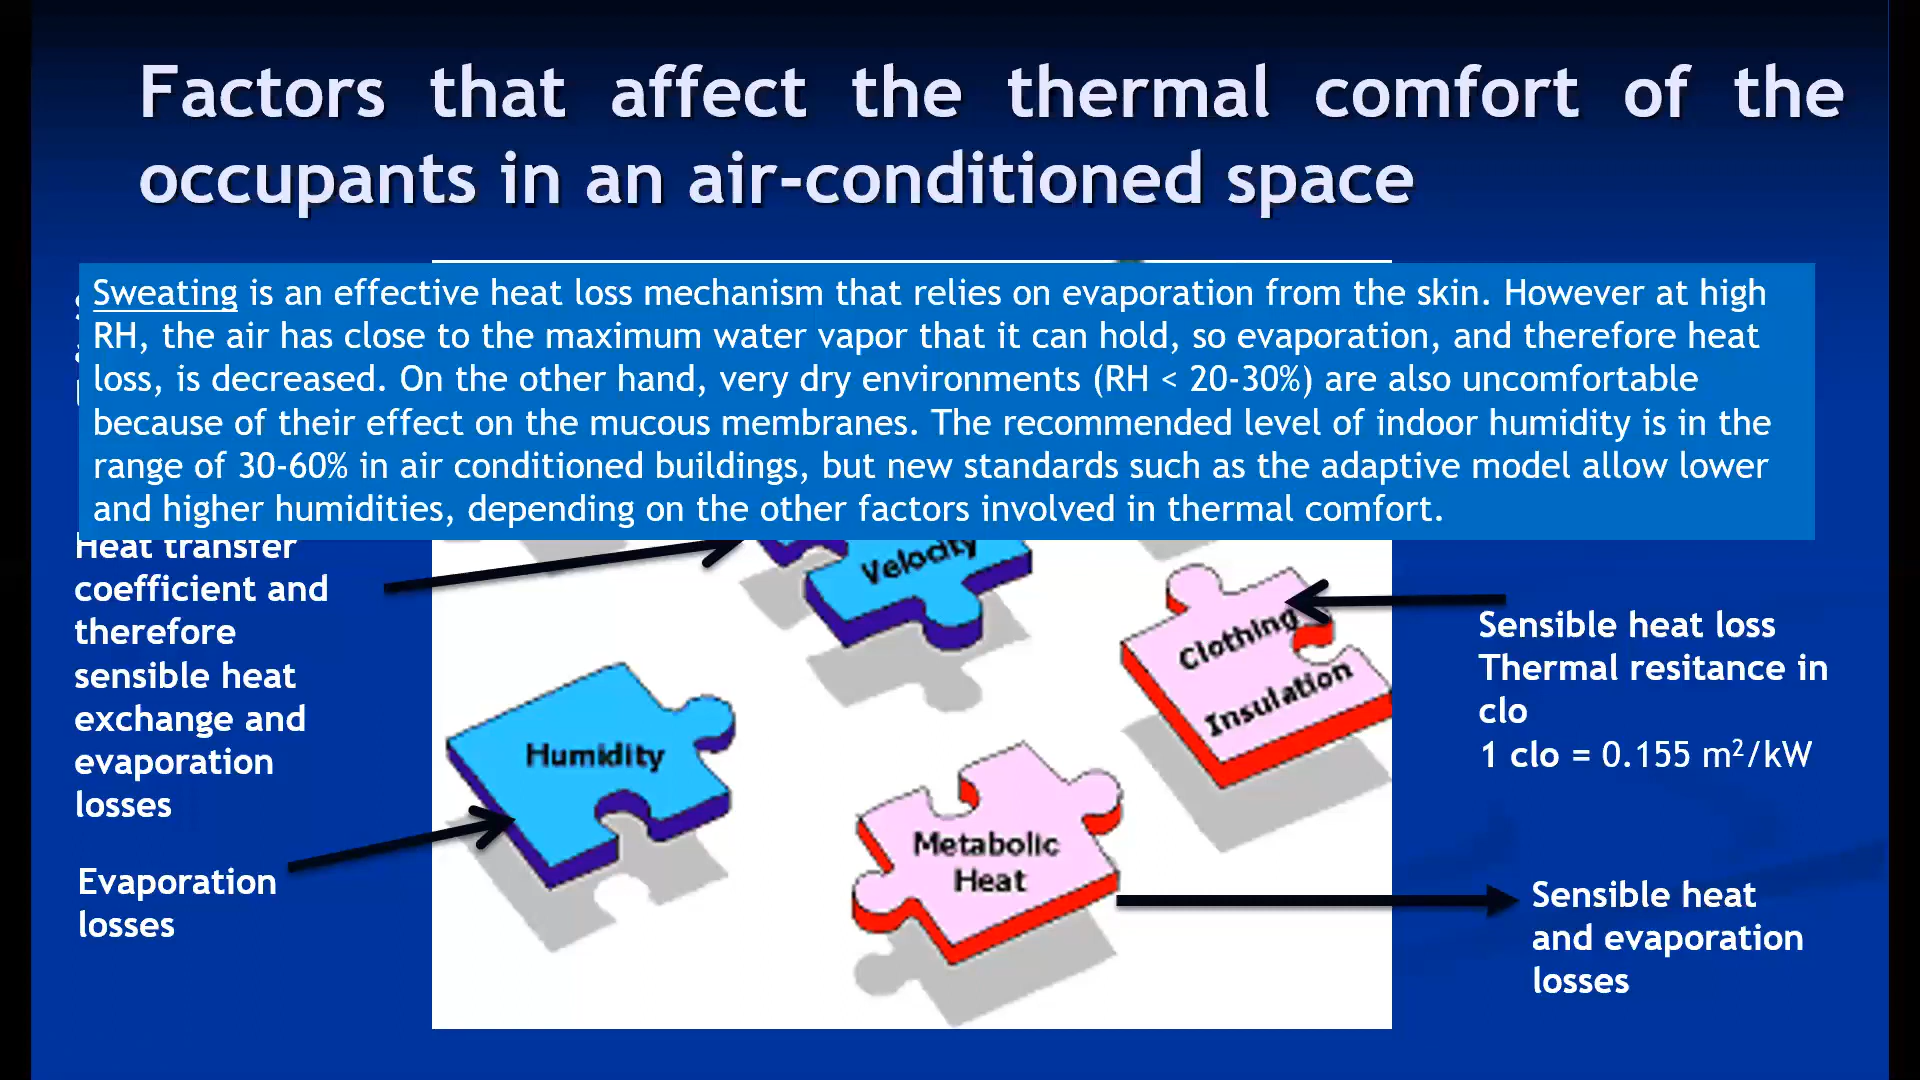 Factors that affect the thermal comfort of the
occupants in an air-conditioned space
Sweating is an effective heat loss mechanism that relies on evaporation from the skin. However at high
RH, the air has close to the maximum water vapor that it can hold, so evaporation, and therefore heat
loss, is decreased. On the other hand, very dry environments (RH < 20-30%) are also uncomfortable
because of their effect on the mucous membranes. The recommended level of indoor humidity is in the
range of 30-60% in air conditioned buildings, but new standards such as the adaptive model allow lower
and higher humidities, depending on the other factors involved in thermal comfort.
Heat transfer
coefficient and
therefore
sensible heat
exchange and
evaporation
losses
Evaporation
losses
Velocity
Humidity
Clothing
Insulation
Metabolic
Heat
Sensible heat loss
Thermal resitance in
clo
1 clo = 0.155 m²/kW
Sensible heat
and evaporation
losses